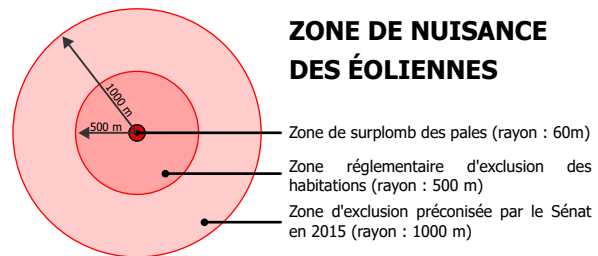 ZONE DE NUISANCE
DES ÉOLIENNES
1000 m
500 m
Zone de surplomb des pales (rayon : 60m)
Zone réglementaire d'exclusion des
habitations (rayon : 500 m)
Zone d'exclusion préconisée par le Sénat
en 2015 (rayon : 1000 m)